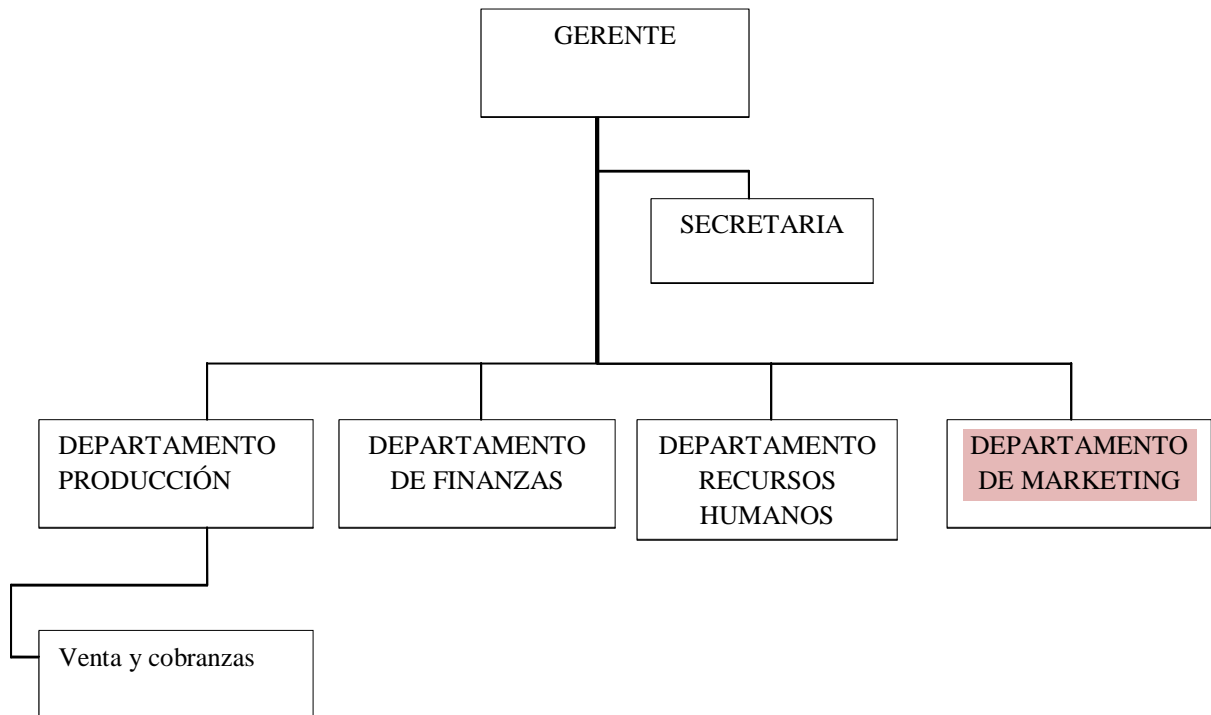 GERENTE
SECRETARIA
DEPARTAMENTO
PRODUCCIÓN
DEPARTAMENTO
DE FINANZAS
DEPARTAMENTO
RECURSOS
HUMANOS
DEPARTAMENTO
DE MARKETING
Venta y cobranzas